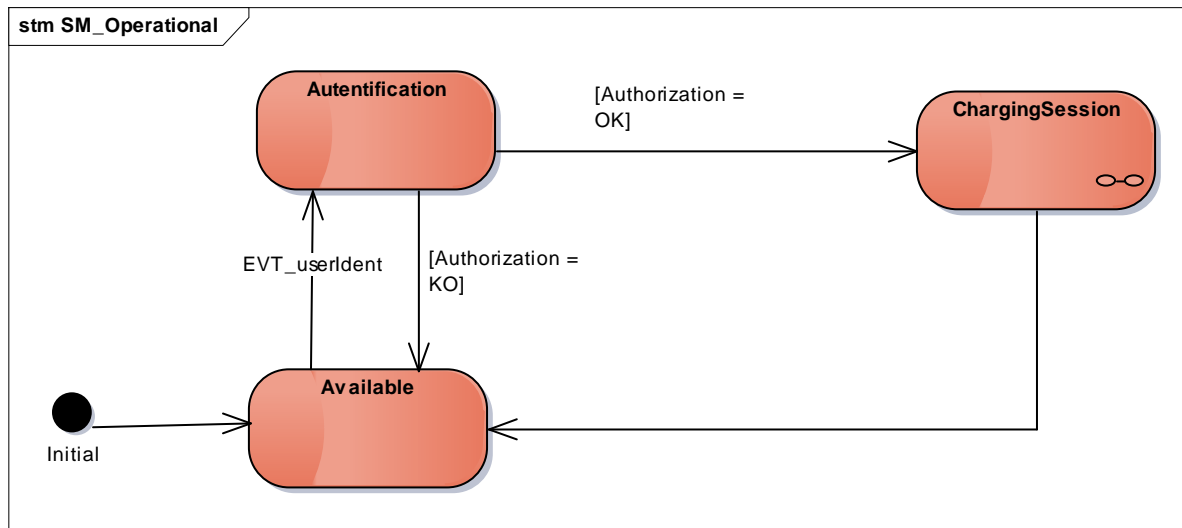 stm SM_Operational
Autentification
[Authorization =
OK]
ChargingSession
EVT_userIdent
[Authorization =
KO]
Available
Initial